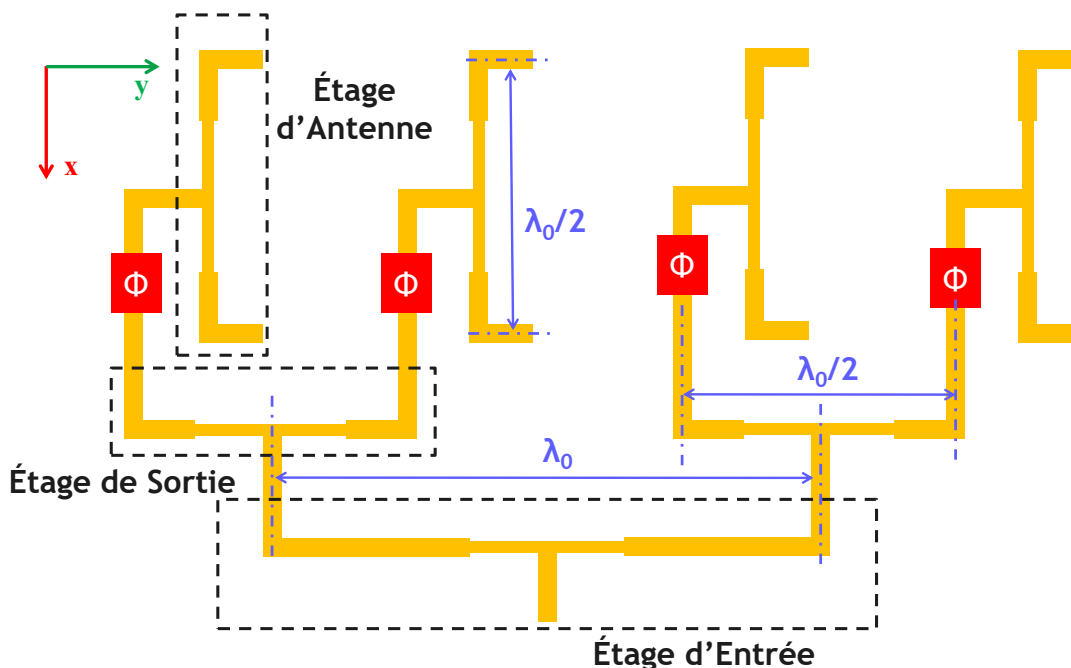 y
x
Étage
d'Antenne
λ₀/2
Φ
Φ
Φ
Φ
λ₀/2
λ₀
Étage de Sortie
Étage d'Entrée